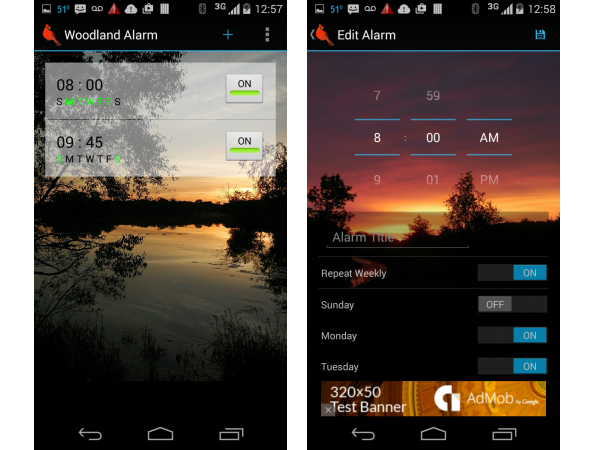 51° 3G 12:57
Woodland Alarm
08 : 00
SMTWTFS
ON
09 : 45
SMTWTFS
ON
51° 3G 12:58
Edit Alarm
7 59
8 : 00 AM
9 01 PM
Alarm Title
Repeat Weekly ON
Sunday OFF
Monday ON
Tuesday ON
320x50
Test Banner
AdMob by Google